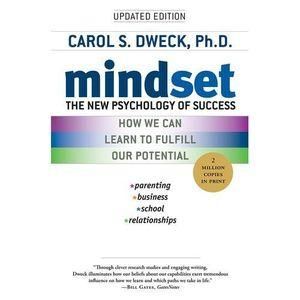 UPDATED EDITION
CAROL S. DWECK, Ph.D.
mindset
THE NEW PSYCHOLOGY OF SUCCESS
HOW WE CAN
LEARN TO FULFILL
OUR POTENTIAL
2
MILLION
COPIES
IN PRINT
*parenting
*business
*school
*relationships
"Through clever research studies and engaging writing,
Dweck illuminates how our beliefs about our capabilities exert tremendous
influence on how we learn and which paths we take in life."
—BILL GATES, GatesNotes